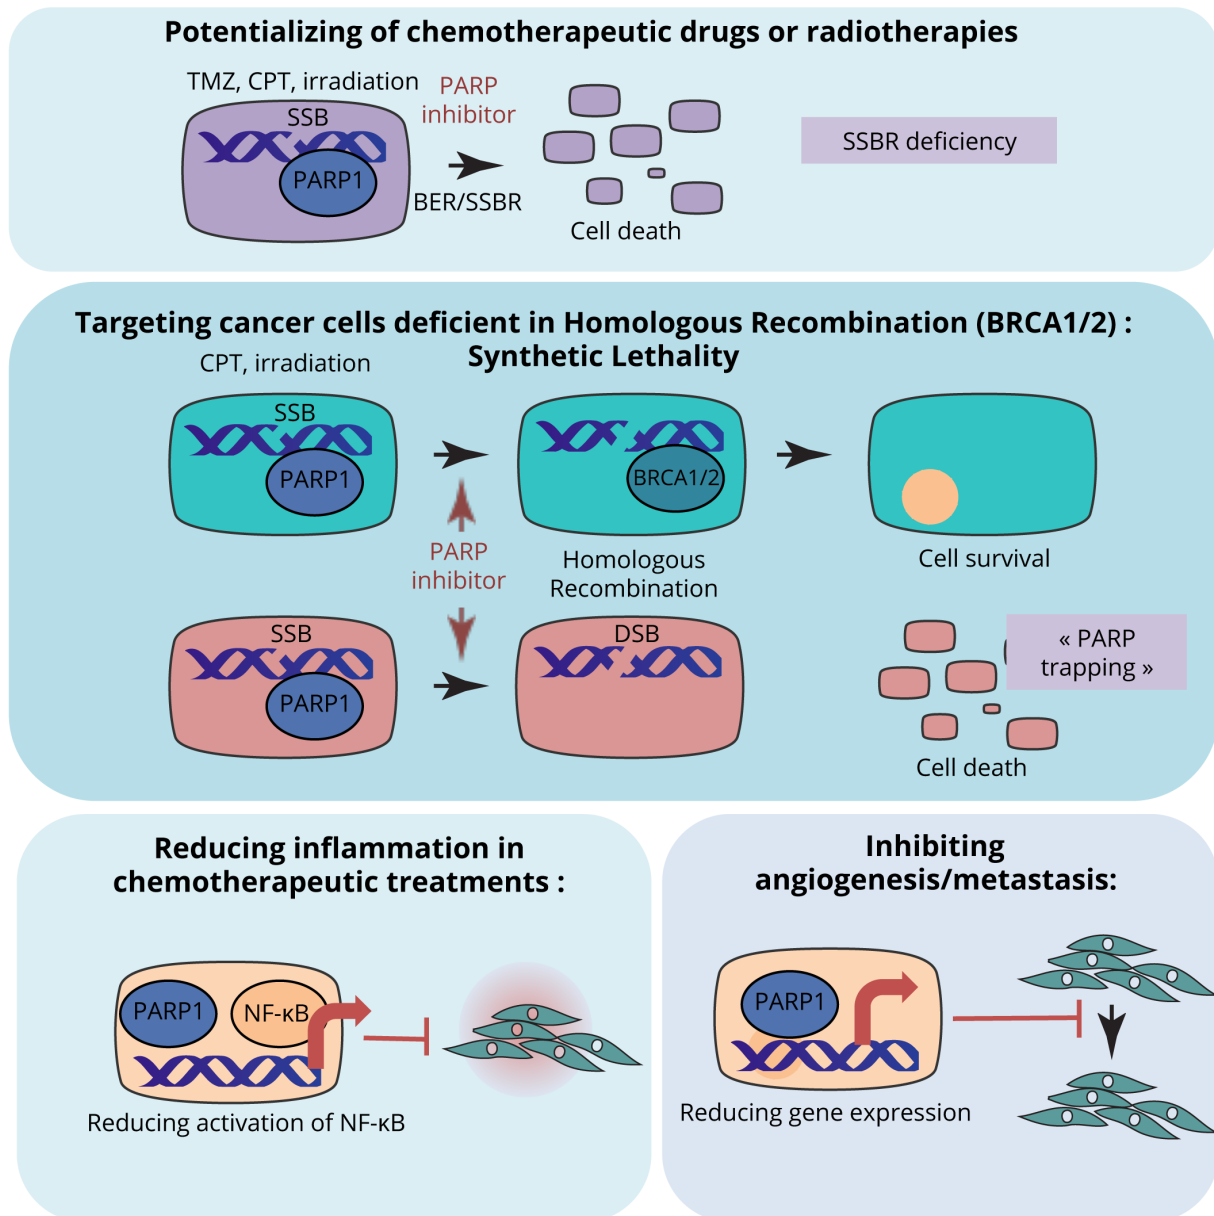 Potentializing of chemotherapeutic drugs or radiotherapies
TMZ, CPT, irradiation
PARP
inhibitor
SSB
PARP1
BER/SSBR
Cell death
SSBR deficiency
Targeting cancer cells deficient in Homologous Recombination (BRCA1/2) :
Synthetic Lethality
CPT, irradiation
SSB
PARP1
BRCA1/2
PARP
inhibitor
Homologous
Recombination
Cell survival
SSB
PARP1
DSB
« PARP
trapping »
Cell death
Reducing inflammation in
chemotherapeutic treatments :
PARP1
NF-κB
Reducing activation of NF-κB
Inhibiting
angiogenesis/metastasis:
PARP1
Reducing gene expression